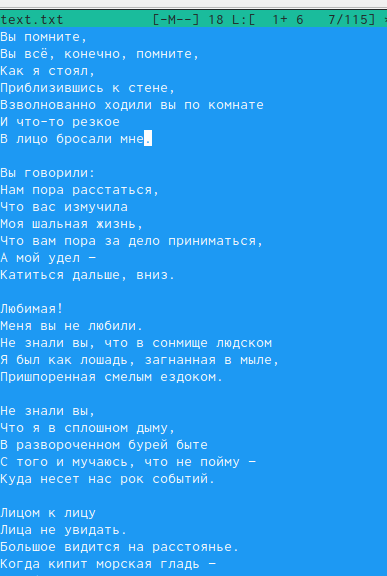 text.txt [-M--] 18 L:[ 1+ 6 7/115]
Вы помните,
Вы всё, конечно, помните,
Как я стоял,
Приблизившись к стене,
Взволнованно ходили вы по комнате
И что-то резкое
В лицо бросали мне.
Вы говорили:
Нам пора расстаться,
Что вас измучила
Моя шальная жизнь,
Что вам пора за дело приниматься,
А мой удел –
Катиться дальше, вниз.
Любимая!
Меня вы не любили.
Не знали вы, что в сонмище людском
Я был как лошадь, загнанная в мыле,
Пришпоренная смелым ездоком.
Не знали вы,
Что я в сплошном дыму,
В развороченном бурей быте
С того и мучаюсь, что не пойму –
Куда несет нас рок событий.
Лицом к лицу
Лица не увидать.
Большое видится на расстоянье.
Когда кипит морская гладь –